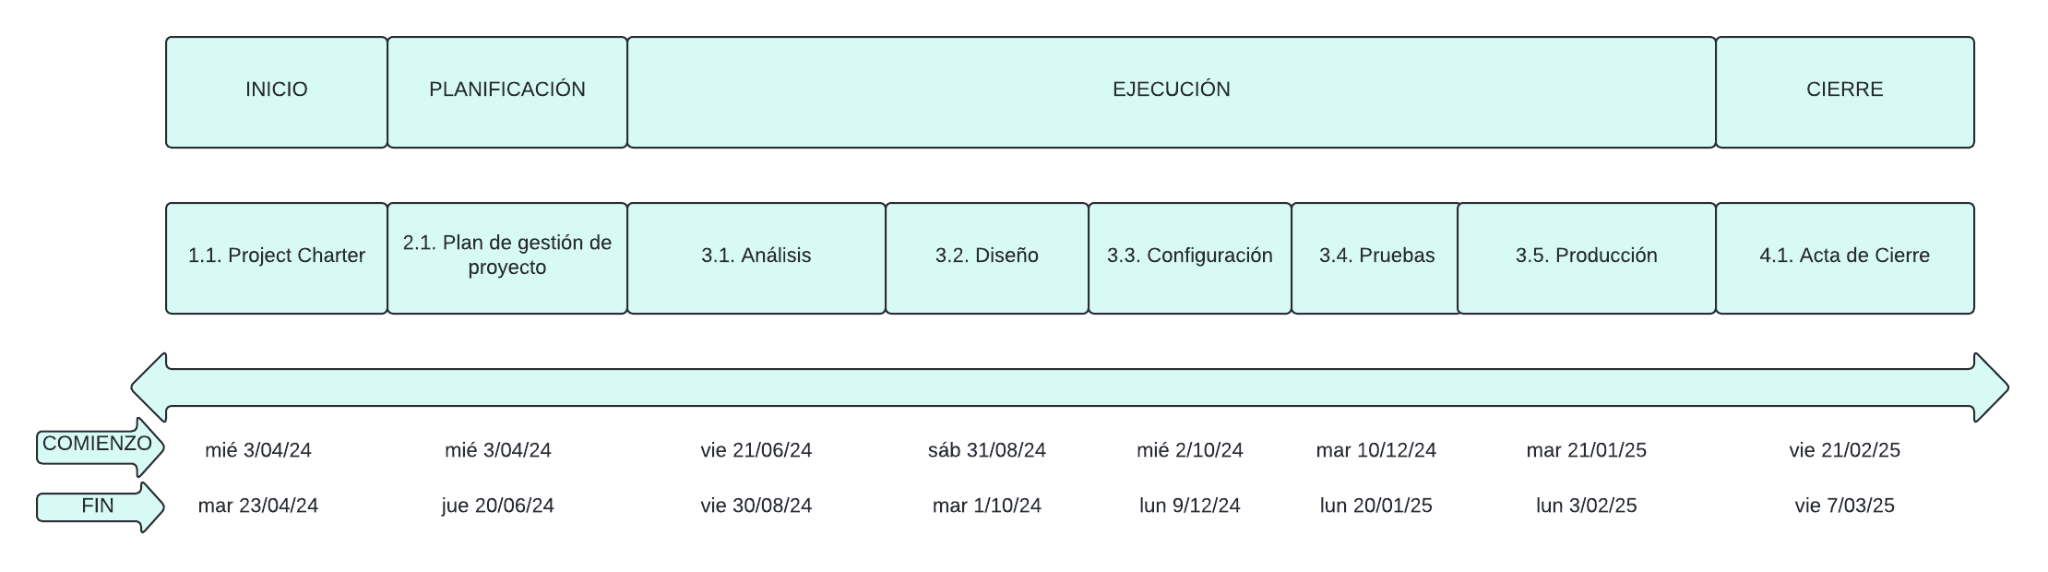 INICIO
PLANIFICACIÓN
EJECUCIÓN
CIERRE
1.1. Project Charter
2.1. Plan de gestión de
proyecto
3.1. Análisis
3.2. Diseño
3.3. Configuración
3.4. Pruebas
3.5. Producción
4.1. Acta de Cierre
COMIENZO
mié 3/04/24
mié 3/04/24
vie 21/06/24
sáb 31/08/24
mié 2/10/24
mar 10/12/24
mar 21/01/25
vie 21/02/25
FIN
mar 23/04/24
jue 20/06/24
vie 30/08/24
mar 1/10/24
lun 9/12/24
lun 20/01/25
lun 3/02/25
vie 7/03/25